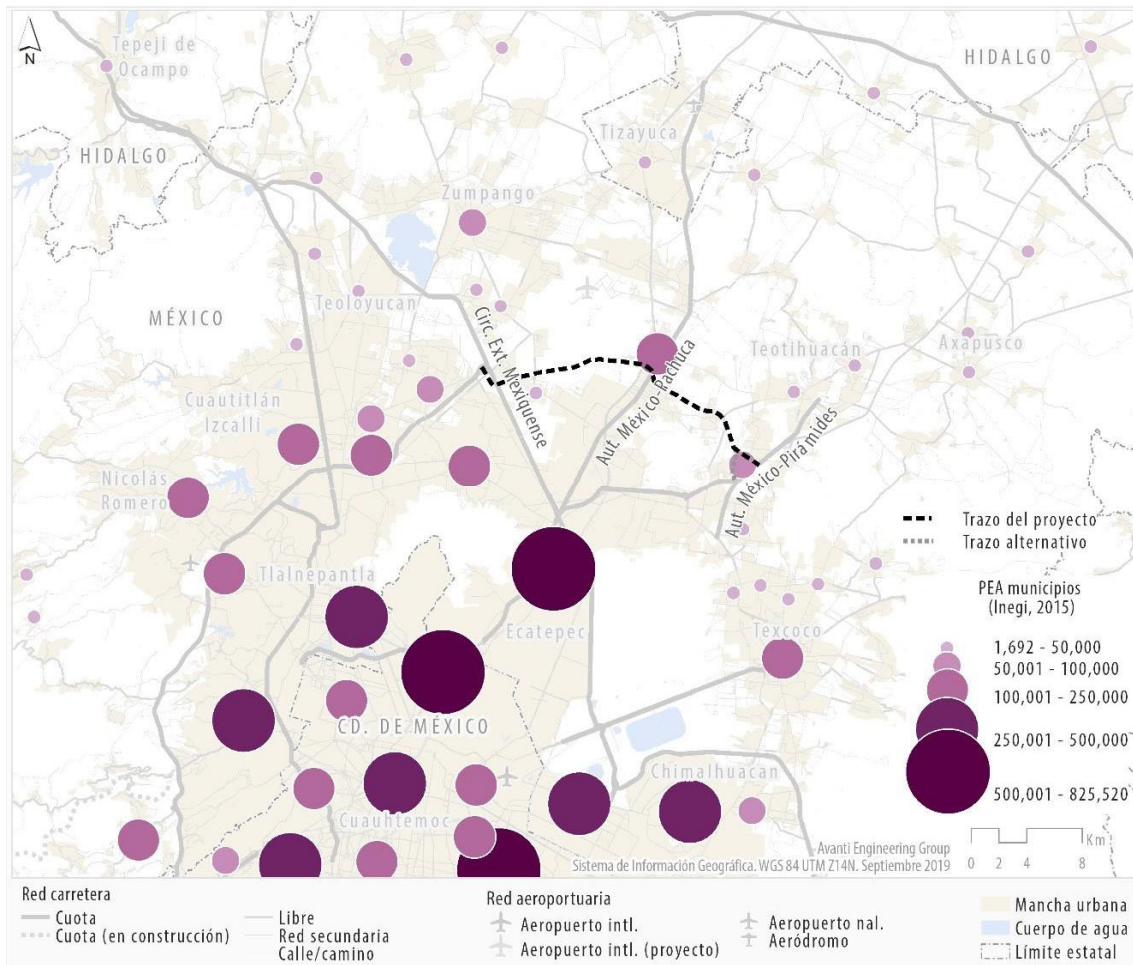 N
Tepeji de
Ocampo
HIDALGO
HIDALGO
Tizayuca
Zumpango
MÉXICO
Teoloyucan
Circ. Ext. Mexiquense
Aut. México-Pachuca
Teotihuacán
Axapusco
Cuautitlán
Izcalli
Aut. México-Pirámides
Nicolás
Romero
Trazo del proyecto
Trazo alternativo
Tlalnepantla
Ecatepec
Texcoco
PEA municipios
(Inegi, 2015)
1,692 - 50,000
50,001 - 100,000
100,001 - 250,000
250,001 - 500,000
500,001 - 825,520
CD. DE MÉXICO
Chimalhuacan
Cuauhtemoc
Km
0 2 4 8
Avanti Engineering Group
Sistema de Información Geográfica. WGS 84 UTM Z14N. Septiembre 2019
Red carretera
Cuota
Cuota (en construcción)
Libre
Red secundaria
Calle/camino
Red aeroportuaria
Aeropuerto intl.
Aeropuerto intl. (proyecto)
Aeropuerto nal.
Aeródromo
Mancha urbana
Cuerpo de agua
Límite estatal